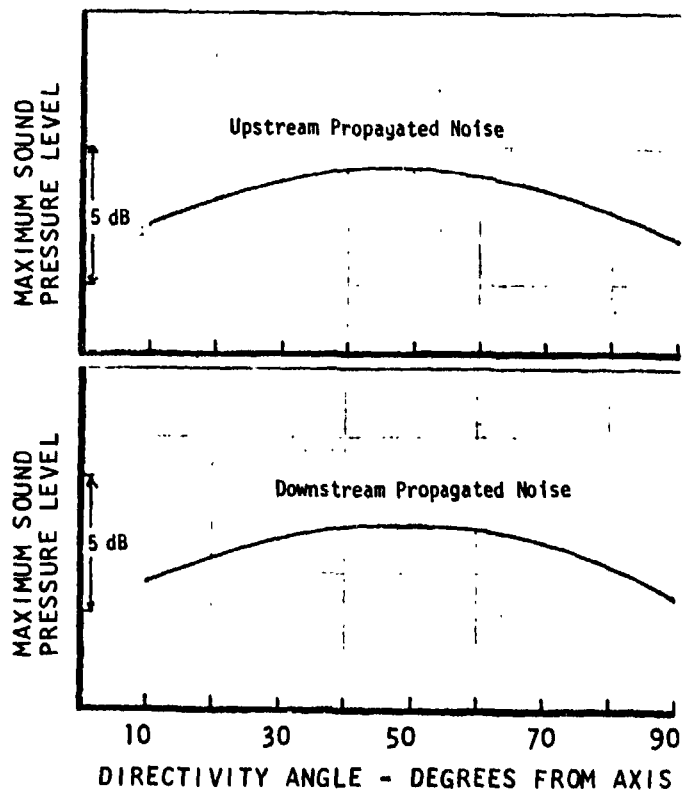 MAXIMUM SOUND
PRESSURE LEVEL
5 dB
Upstream Propagated Noise
MAXIMUM SOUND
PRESSURE LEVEL
5 dB
Downstream Propagated Noise
10 30 50 70 90
DIRECTIVITY ANGLE - DEGREES FROM AXIS